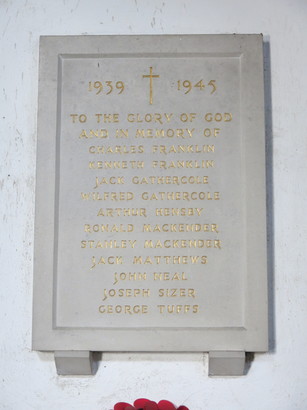 1939 1945
TO THE GLORY OF GOD
AND IN MEMORY OF
CHARLES FRANKLIN
KENNETH FRANKLIN
JACK GATHERCOLE
WILFRED GATHERCOLE
ARTHUR HENSBY
RONALD MACKENDER
STANLEY MACKENDER
JACK MATTHEWS
JOHN NEAL
JOSEPH SIZER
GEORGE TUFFS